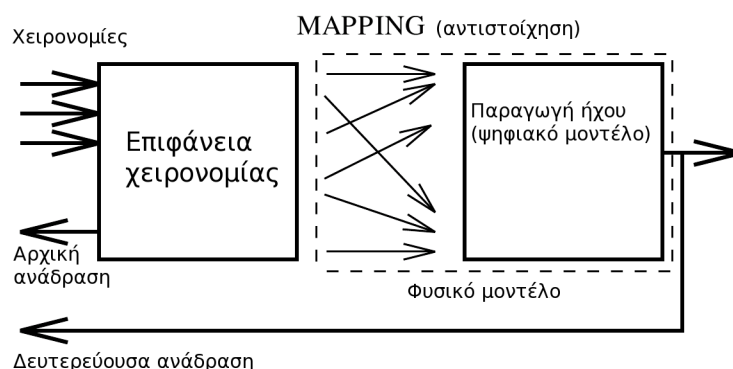 MAPPING (αντιστοίχηση)
Χειρονομίες
Επιφάνεια
χειρονομίας
Παραγωγή ήχου
(ψηφιακό μοντέλο)
Αρχική
ανάδραση
Φυσικό μοντέλο
Δευτερεύουσα ανάδραση